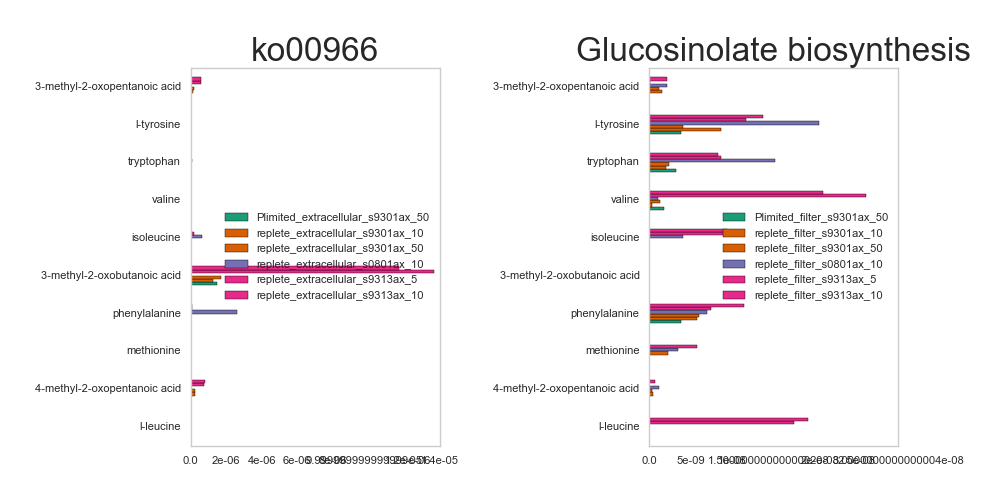 ko00966
3-methyl-2-oxopentanoic acid
l-tyrosine
tryptophan
valine
isoleucine
3-methyl-2-oxobutanoic acid
phenylalanine
methionine
4-methyl-2-oxopentanoic acid
l-leucine
Plimited_extracellular_s9301ax_50
replete_extracellular_s9301ax_10
replete_extracellular_s9301ax_50
replete_extracellular_s0801ax_10
replete_extracellular_s9313ax_5
replete_extracellular_s9313ax_10
0.0 2e-06 4e-06 6e-06
Glucosinolate biosynthesis
3-methyl-2-oxopentanoic acid
l-tyrosine
tryptophan
valine
isoleucine
3-methyl-2-oxobutanoic acid
phenylalanine
methionine
4-methyl-2-oxopentanoic acid
l-leucine
Plimited_filter_s9301ax_50
replete_filter_s9301ax_10
replete_filter_s9301ax_50
replete_filter_s0801ax_10
replete_filter_s9313ax_5
replete_filter_s9313ax_10
0.0 5e-09